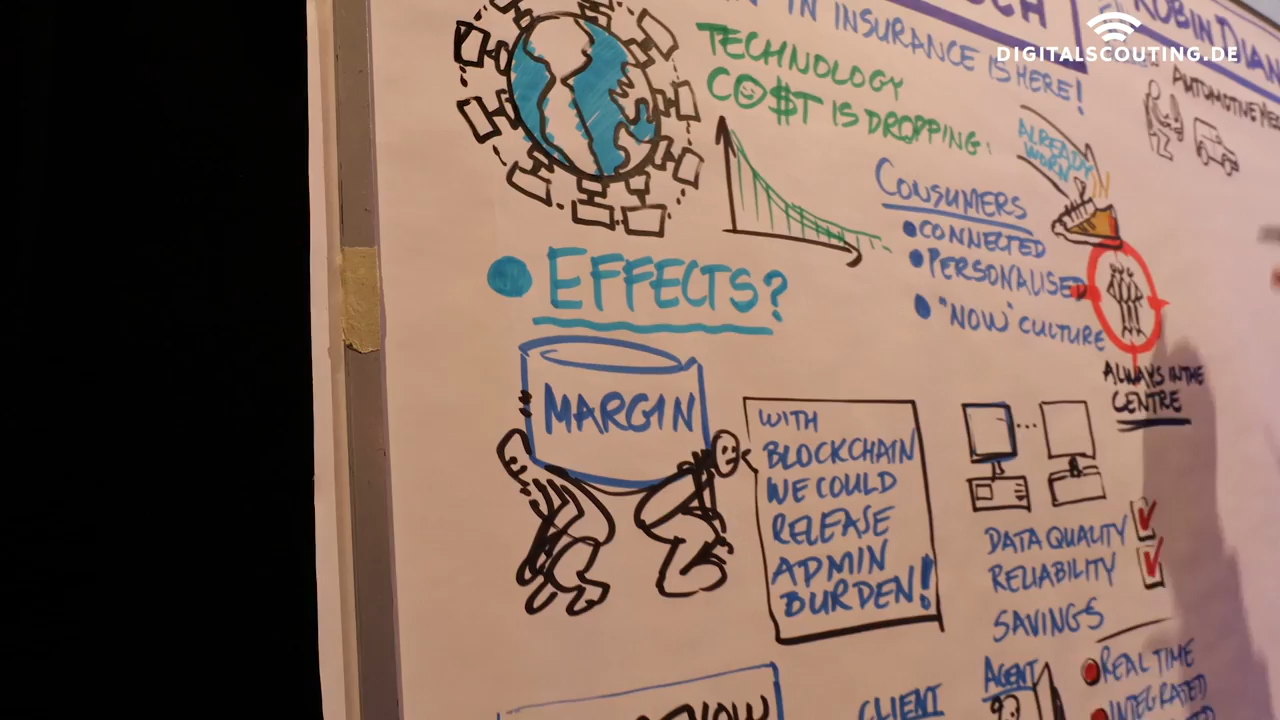 DIGITALSCOUTING.DE
IN INSURANCE IS HERE!
TECHNOLOGY
CO$T IS DROPPING.
ALREADY
WORN
CONSUMERS
CONNECTED
PERSONALISED
"NOW" CULTURE
ALWAYS IN THE
CENTRE
EFFECTS?
MARGIN
WITH
BLOCKCHAIN
WE COULD
RELEASE
ADMIN
BURDEN!
DATA QUALITY
RELIABILITY
SAVINGS
CLIENT
AGENT
REAL TIME
INTEGRATED